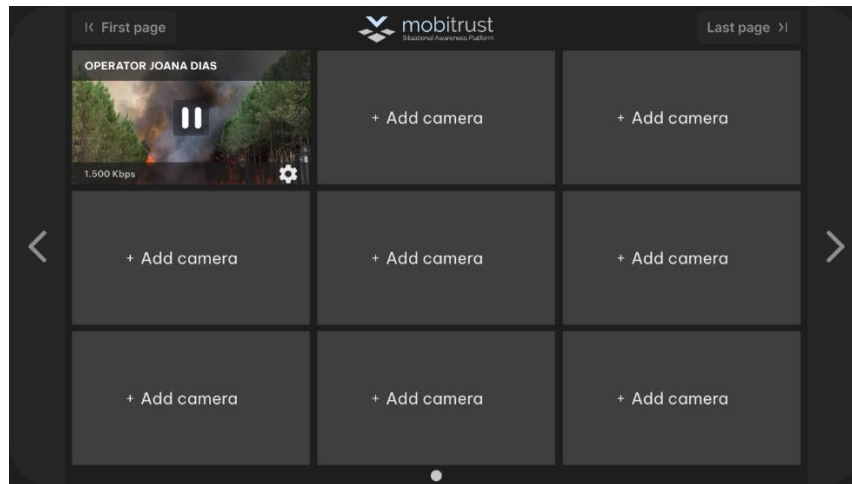 First page
mobitrust
Situational Awareness Platform
Last page
OPERATOR JOANA DIAS
1.500 Kbps
+ Add camera
+ Add camera
+ Add camera
+ Add camera
+ Add camera
+ Add camera
+ Add camera
+ Add camera